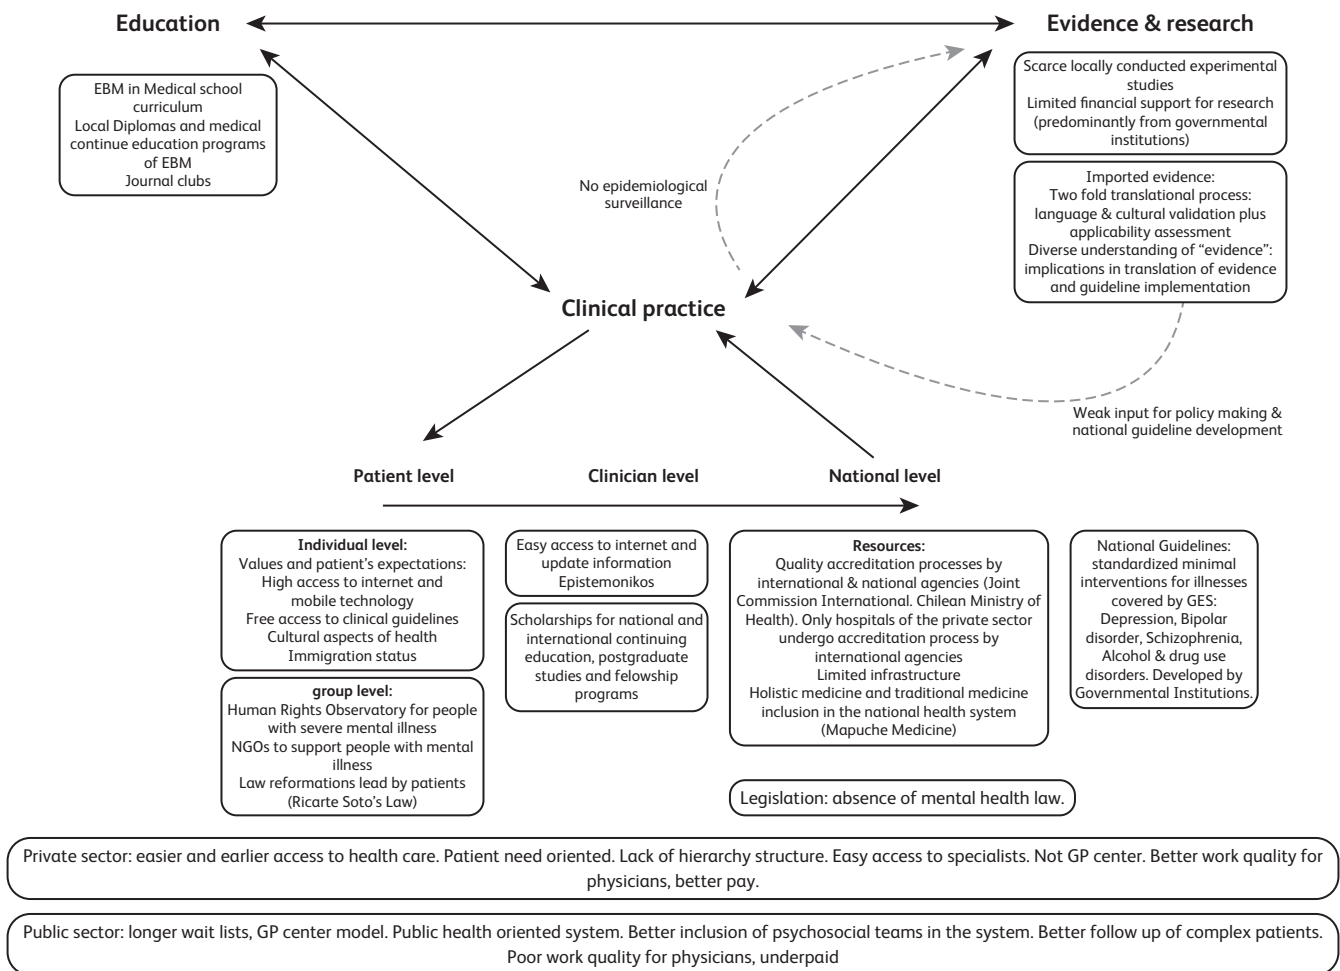 Education
Evidence & research
EBM in Medical school
curriculum
Local Diplomas and medical
continue education programs
of EBM
Journal clubs
Scarce locally conducted experimental
studies
Limited financial support for research
(predominantly from governmental
institutions)
Imported evidence:
Two fold translational process:
language & cultural validation plus
applicability assessment
Diverse understanding of “evidence”:
implications in translation of evidence
and guideline implementation
No epidemiological
surveillance
Clinical practice
Weak input for policy making &
national guideline development
Patient level
Clinician level
National level
Individual level:
Values and patient’s expectations:
High access to internet and
mobile technology
Free access to clinical guidelines
Cultural aspects of health
Immigration status
group level:
Human Rights Observatory for people
with severe mental illness
NGOs to support people with mental
illness
Law reformations lead by patients
(Ricarte Soto’s Law)
Easy access to internet and
update information
Epistemonikos
Scholarships for national and
international continuing
education, postgraduate
studies and felowship
programs
Resources:
Quality accreditation processes by
international & national agencies (Joint
Commission International. Chilean Ministry of
Health). Only hospitals of the private sector
undergo accreditation process by
international agencies
Limited infrastructure
Holistic medicine and traditional medicine
inclusion in the national health system
(Mapuche Medicine)
National Guidelines:
standardized minimal
interventions for illnesses
covered by GES:
Depression, Bipolar
disorder, Schizophrenia,
Alcohol & drug use
disorders. Developed by
Governmental Institutions.
Legislation: absence of mental health law.
Private sector: easier and earlier access to health care. Patient need oriented. Lack of hierarchy structure. Easy access to specialists. Not GP center. Better work quality for
physicians, better pay.
Public sector: longer wait lists, GP center model. Public health oriented system. Better inclusion of psychosocial teams in the system. Better follow up of complex patients.
Poor work quality for physicians, underpaid